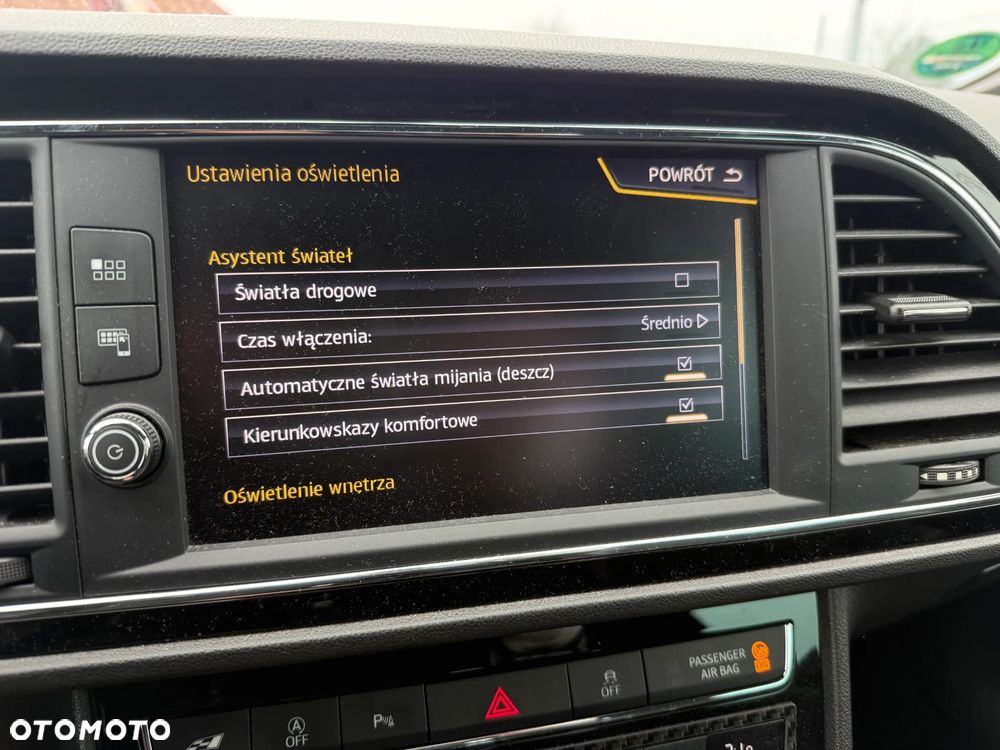 Ustawienia oświetlenia
POWRÓT
Asystent świateł
Światła drogowe
Czas włączenia:
Średnio
Automatyczne światła mijania (deszcz)
Kierunkowskazy komfortowe
Oświetlenie wnętrza
PASSENGER
AIR BAG
ON
OFF
P
A
OFF
OTOMOTO